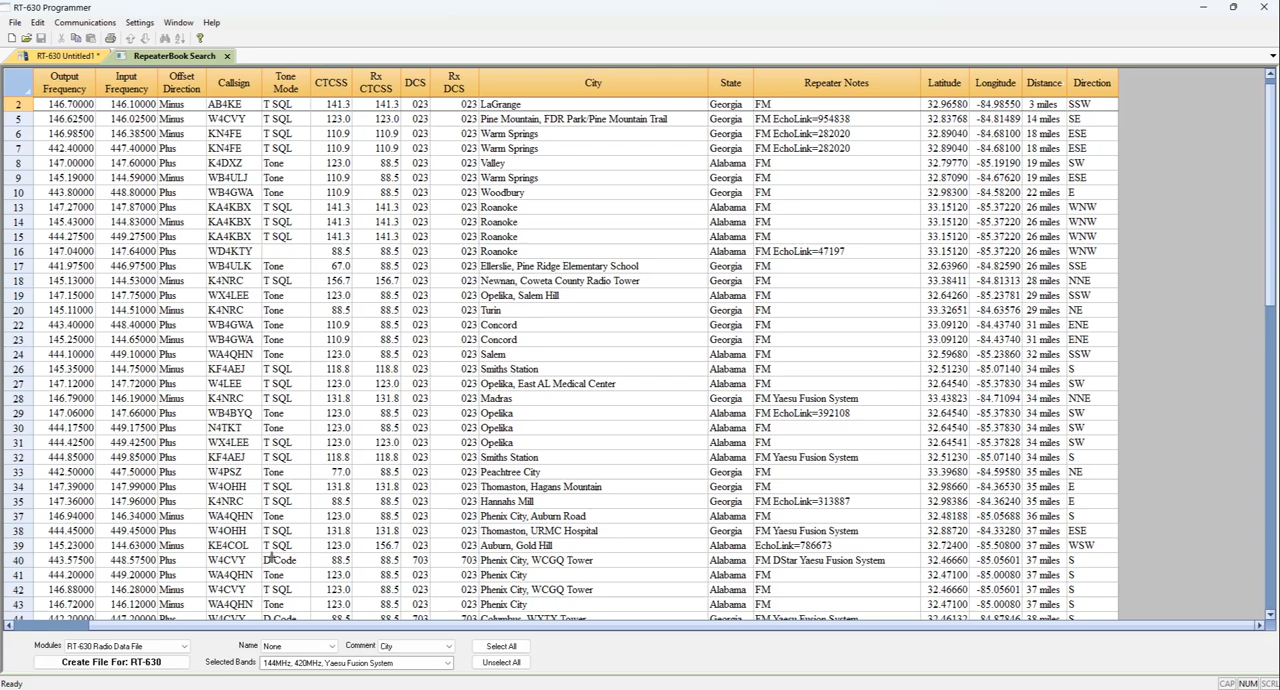 RT-630 Programmer
File Edit Communications Settings Window Help
RT-630 Untitled1 * RepeaterBook Search
Output Frequency Input Frequency Offset Direction Callsign Tone Mode CTCSS Rx CTCSS DCS Rx DCS City State Repeater Notes Latitude Longitude Distance Direction
2 146.70000 146.10000 Minus AB4KE T SQL 141.3 141.3 023 023 LaGrange Georgia FM 32.96580 -84.98550 3 miles SSW
5 146.62500 146.02500 Minus W4CVY T SQL 123.0 123.0 023 023 Pine Mountain, FDR Park/Pine Mountain Trail Georgia FM EchoLink=954838 32.83768 -84.81489 14 miles SE
6 146.98500 146.38500 Minus KN4FE T SQL 110.9 110.9 023 023 Warm Springs Georgia FM EchoLink=282020 32.89040 -84.68100 18 miles ESE
7 442.40000 447.40000 Plus KN4FE T SQL 110.9 110.9 023 023 Warm Springs Georgia FM EchoLink=282020 32.89040 -84.68100 18 miles ESE
8 147.00000 147.60000 Plus K4DXZ Tone 123.0 88.5 023 023 Valley Alabama FM 32.79770 -85.19190 19 miles SW
9 145.19000 144.59000 Minus WB4ULJ Tone 110.9 88.5 023 023 Warm Springs Georgia FM 32.87090 -84.67620 19 miles ESE
10 443.80000 448.80000 Plus WB4GWA Tone 110.9 88.5 023 023 Woodbury Georgia FM 32.98300 -84.58200 22 miles E
13 147.27000 147.87000 Plus KA4KBX T SQL 141.3 141.3 023 023 Roanoke Alabama FM 33.15120 -85.37220 26 miles WNW
14 145.43000 144.83000 Minus KA4KBX T SQL 141.3 141.3 023 023 Roanoke Alabama FM 33.15120 -85.37220 26 miles WNW
15 444.27500 449.27500 Plus KA4KBX T SQL 141.3 141.3 023 023 Roanoke Alabama FM 33.15120 -85.37220 26 miles WNW
16 147.04000 147.64000 Plus WD4KTY 88.5 88.5 023 023 Roanoke Alabama FM EchoLink=47197 33.15120 -85.37220 26 miles WNW
17 441.97500 446.97500 Plus WB4ULK Tone 67.0 88.5 023 023 Ellerslie, Pine Ridge Elementary School Georgia FM 32.63960 -84.82590 27 miles SSE
18 145.13000 144.53000 Minus K4NRC T SQL 156.7 156.7 023 023 Newnan, Coweta County Radio Tower Georgia FM 33.38411 -84.81313 28 miles NNE
19 147.15000 147.75000 Plus WX4LEE Tone 123.0 88.5 023 023 Opelika, Salem Hill Alabama FM 32.64260 -85.23781 29 miles SSW
20 145.11000 144.51000 Minus K4NRC Tone 88.5 88.5 023 023 Turin Georgia FM 33.32651 -84.63576 29 miles NE
22 443.40000 448.40000 Plus WB4GWA Tone 110.9 88.5 023 023 Concord Georgia FM 33.09120 -84.43740 31 miles ENE
23 145.25000 144.65000 Minus WB4GWA Tone 110.9 88.5 023 023 Concord Georgia FM 33.09120 -84.43740 31 miles ENE
24 444.10000 449.10000 Plus WA4QHN Tone 123.0 88.5 023 023 Salem Alabama FM 32.59680 -85.23860 32 miles SSW
26 145.35000 144.75000 Minus KF4AEJ T SQL 118.8 118.8 023 023 Smiths Station Alabama FM 32.51230 -85.07140 34 miles S
27 147.12000 147.72000 Plus W4LEE T SQL 123.0 123.0 023 023 Opelika, East AL Medical Center Alabama FM 32.64540 -85.37830 34 miles SW
28 146.79000 146.19000 Minus K4NRC T SQL 131.8 131.8 023 023 Madras Georgia FM Yaesu Fusion System 33.43823 -84.71094 34 miles NNE
29 147.06000 147.66000 Plus WB4BYQ Tone 123.0 88.5 023 023 Opelika Alabama FM EchoLink=392108 32.64540 -85.37830 34 miles SW
30 444.17500 449.17500 Plus N4TKT Tone 123.0 88.5 023 023 Opelika Alabama FM 32.64540 -85.37830 34 miles SW
31 444.42500 449.42500 Plus WX4LEE T SQL 123.0 123.0 023 023 Opelika Alabama FM 32.64541 -85.37828 34 miles SW
32 444.85000 449.85000 Plus KF4AEJ T SQL 118.8 118.8 023 023 Smiths Station Alabama FM Yaesu Fusion System 32.51230 -85.07140 34 miles S
33 442.50000 447.50000 Plus W4PSZ Tone 77.0 88.5 023 023 Peachtree City Georgia FM 33.39680 -84.59580 35 miles NE
34 147.39000 147.99000 Plus W4OHH T SQL 131.8 131.8 023 023 Thomaston, Hagans Mountain Georgia FM 32.98660 -84.36530 35 miles E
35 147.36000 147.96000 Plus K4NRC T SQL 88.5 88.5 023 023 Hannahs Mill Georgia FM EchoLink=313887 32.98386 -84.36240 35 miles E
37 146.94000 146.34000 Minus WA4QHN Tone 123.0 88.5 023 023 Phenix City, Auburn Road Alabama FM 32.48188 -85.05688 36 miles S
38 444.45000 449.45000 Plus W4OHH T SQL 131.8 131.8 023 023 Thomaston, URMC Hospital Georgia FM Yaesu Fusion System 32.88720 -84.33280 37 miles ESE
39 145.23000 144.63000 Minus KE4COL T SQL 123.0 156.7 023 023 Auburn, Gold Hill Alabama EchoLink=786673 32.72400 -85.50800 37 miles WSW
40 443.57500 448.57500 Plus W4CVY D Code 88.5 88.5 703 703 Phenix City, WCGQ Tower Alabama FM DStar Yaesu Fusion System 32.46660 -85.05601 37 miles S
41 444.20000 449.20000 Plus WA4QHN Tone 123.0 88.5 023 023 Phenix City Alabama FM 32.47100 -85.00080 37 miles S
42 146.88000 146.28000 Minus W4CVY T SQL 123.0 123.0 023 023 Phenix City, WCGQ Tower Alabama FM 32.46660 -85.05601 37 miles S
43 146.72000 146.12000 Minus WA4QHN Tone 123.0 88.5 023 023 Phenix City Alabama FM 32.47100 -85.00080 37 miles S
44 442.20000 447.20000 Plus W4CVY D Code 88.5 88.5 703 703 Columbus, WXTX Tower Georgia FM Yaesu Fusion System 32.46132 -84.87846 38 miles S
Modules RT-630 Radio Data File Name None Comment City Select All
Create File For: RT-630 Selected Bands 144MHz, 420MHz, Yaesu Fusion System Unselect All
Ready CAP NUM SCRL